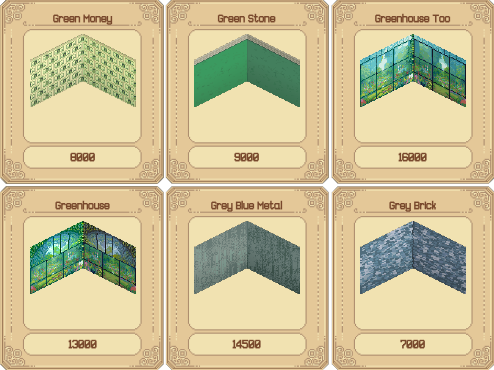 Green Money
Green Stone
Greenhouse Too
8000
9000
16000
Greenhouse
Grey Blue Metal
Grey Brick
13000
14500
7000